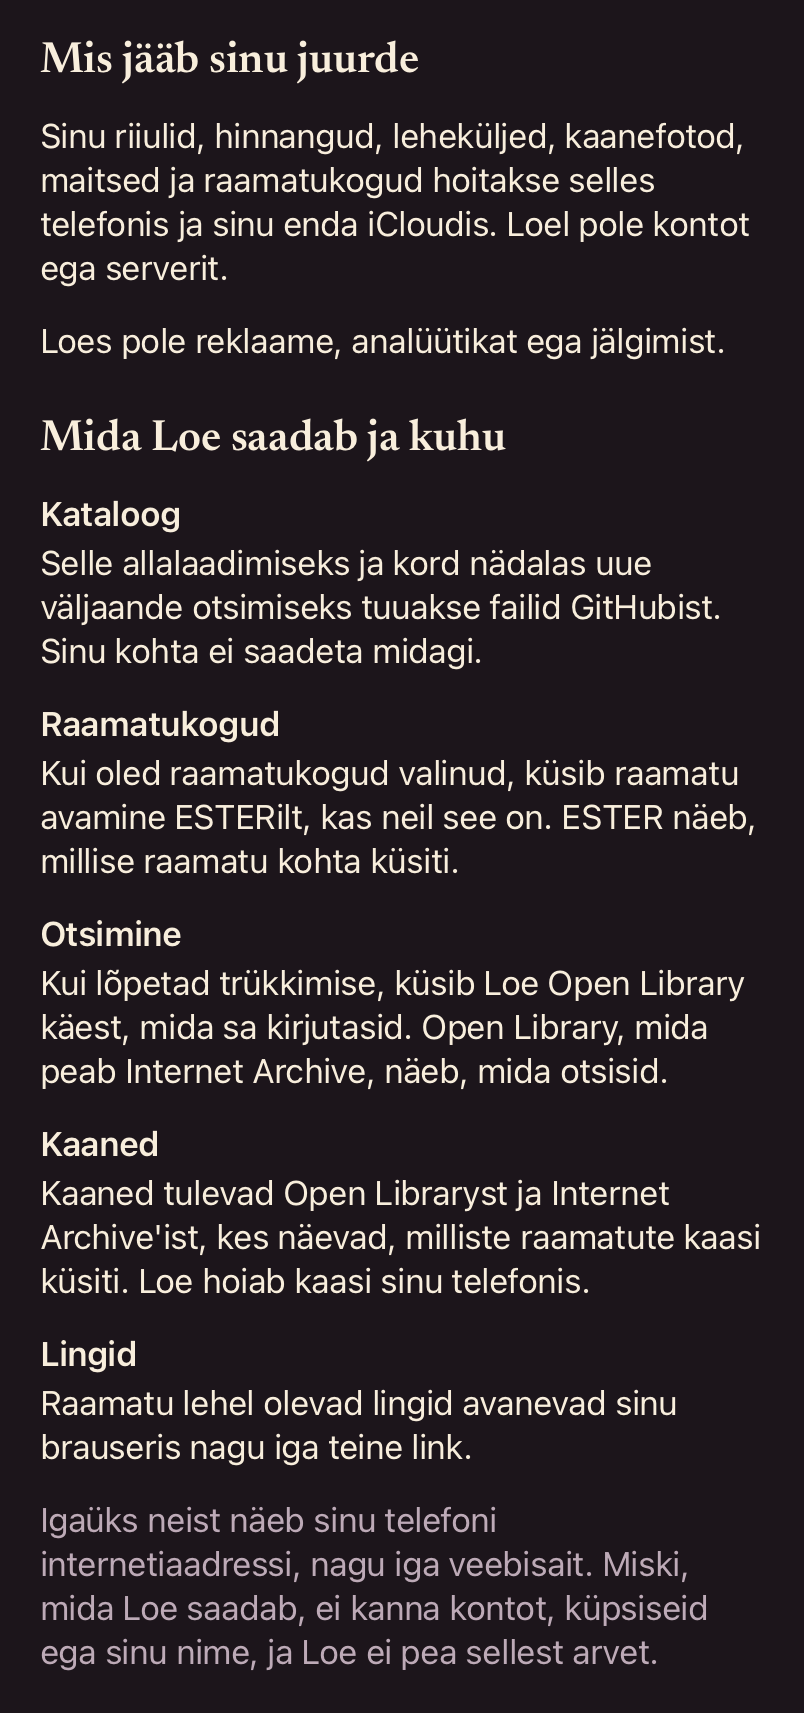 Mis jääb sinu juurde
Sinu riiulid, hinnangud, leheküljed, kaanefotod,
maitsed ja raamatukogud hoitakse selles
telefonis ja sinu enda iCloudis. Loel pole kontot
ega serverit.
Loes pole reklaame, analüütikat ega jälgimist.
Mida Loe saadab ja kuhu
Kataloog
Selle allalaadimiseks ja kord nädalas uue
väljaande otsimiseks tuuakse failid GitHubist.
Sinu kohta ei saadeta midagi.
Raamatukogud
Kui oled raamatukogud valinud, küsib raamatu
avamine ESTERilt, kas neil see on. ESTER näeb,
millise raamatu kohta küsiti.
Otsimine
Kui lõpetad trükkimise, küsib Loe Open Library
käest, mida sa kirjutasid. Open Library, mida
peab Internet Archive, näeb, mida otsisid.
Kaaned
Kaaned tulevad Open Libraryst ja Internet
Archive'ist, kes näevad, milliste raamatute kaasi
küsiti. Loe hoiab kaasi sinu telefonis.
Lingid
Raamatu lehel olevad lingid avanevad sinu
brauseris nagu iga teine link.
Igaüks neist näeb sinu telefoni
internetiaadressi, nagu iga veebisait. Miski,
mida Loe saadab, ei kanna kontot, küpsiseid
ega sinu nime, ja Loe ei pea sellest arvet.